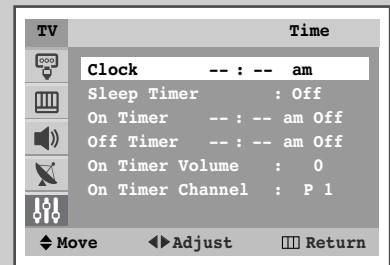 TV Time
Clock -- : -- am
Sleep Timer : Off
On Timer -- : -- am Off
Off Timer -- : -- am Off
On Timer Volume : 0
On Timer Channel : P 1
Move Adjust Return